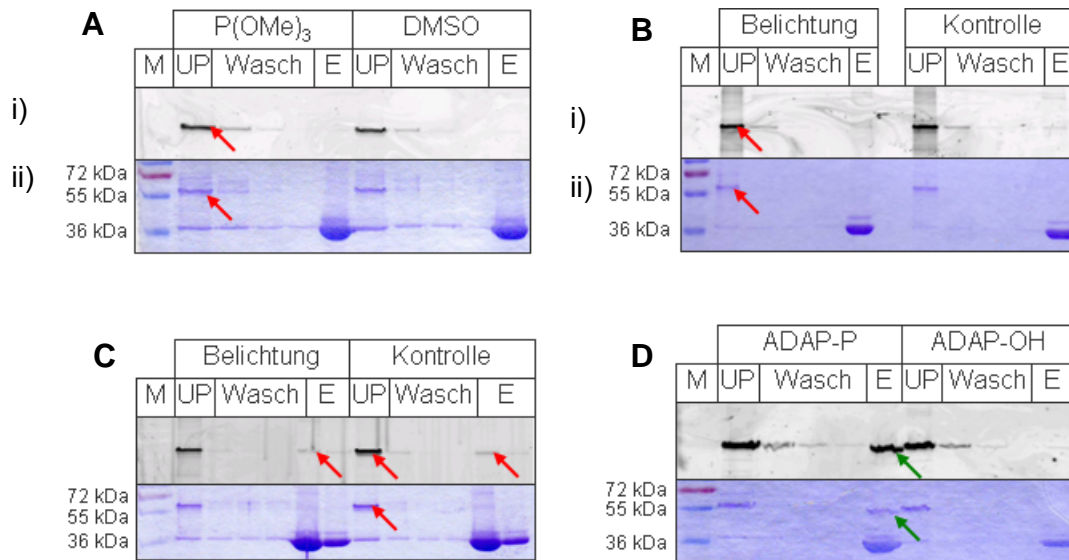 A
P(OMe)₃ DMSO
M UP Wasch E UP Wasch E
i)
ii)
72 kDa
55 kDa
36 kDa
B
Belichtung Kontrolle
M UP Wasch E UP Wasch E
i)
ii)
72 kDa
55 kDa
36 kDa
C
Belichtung Kontrolle
M UP Wasch E UP Wasch E
72 kDa
55 kDa
36 kDa
D
ADAP-P ADAP-OH
M UP Wasch E UP Wasch E
72 kDa
55 kDa
36 kDa